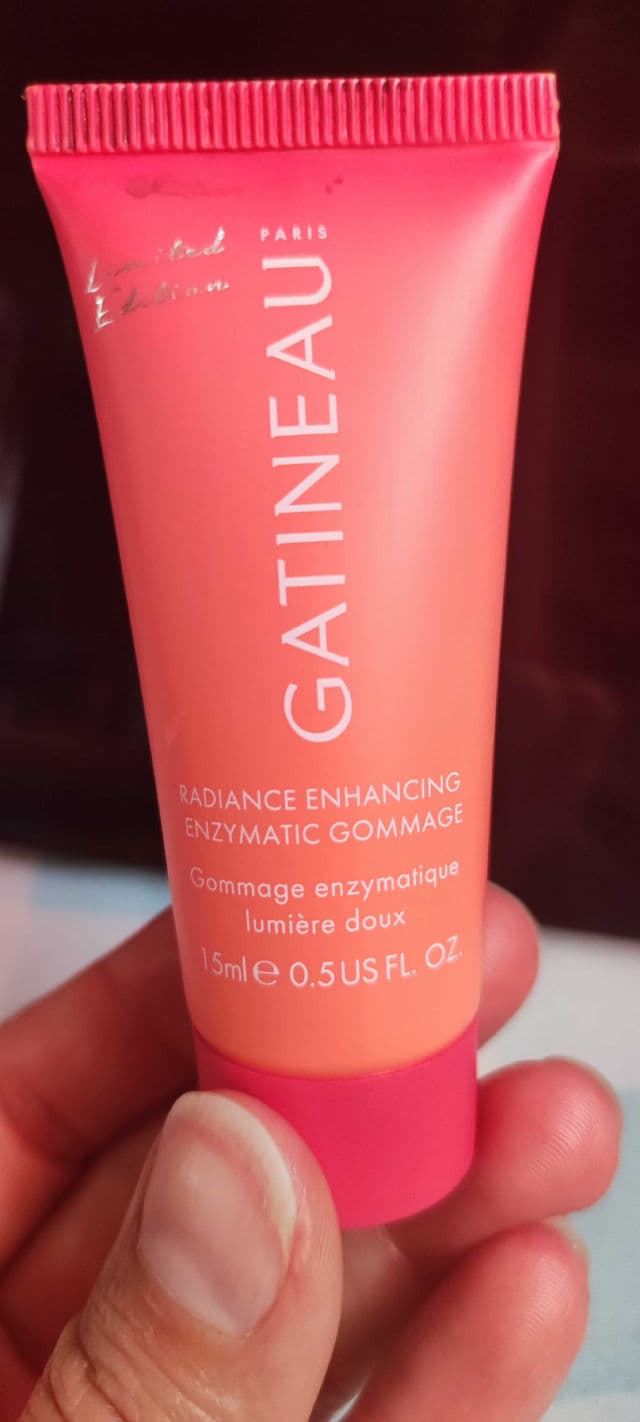 Limited
Edition
PARIS
GATINEAU
RADIANCE ENHANCING
ENZYMATIC GOMMAGE
Gommage enzymatique
lumière doux
15ml e 0.5 US FL. OZ.